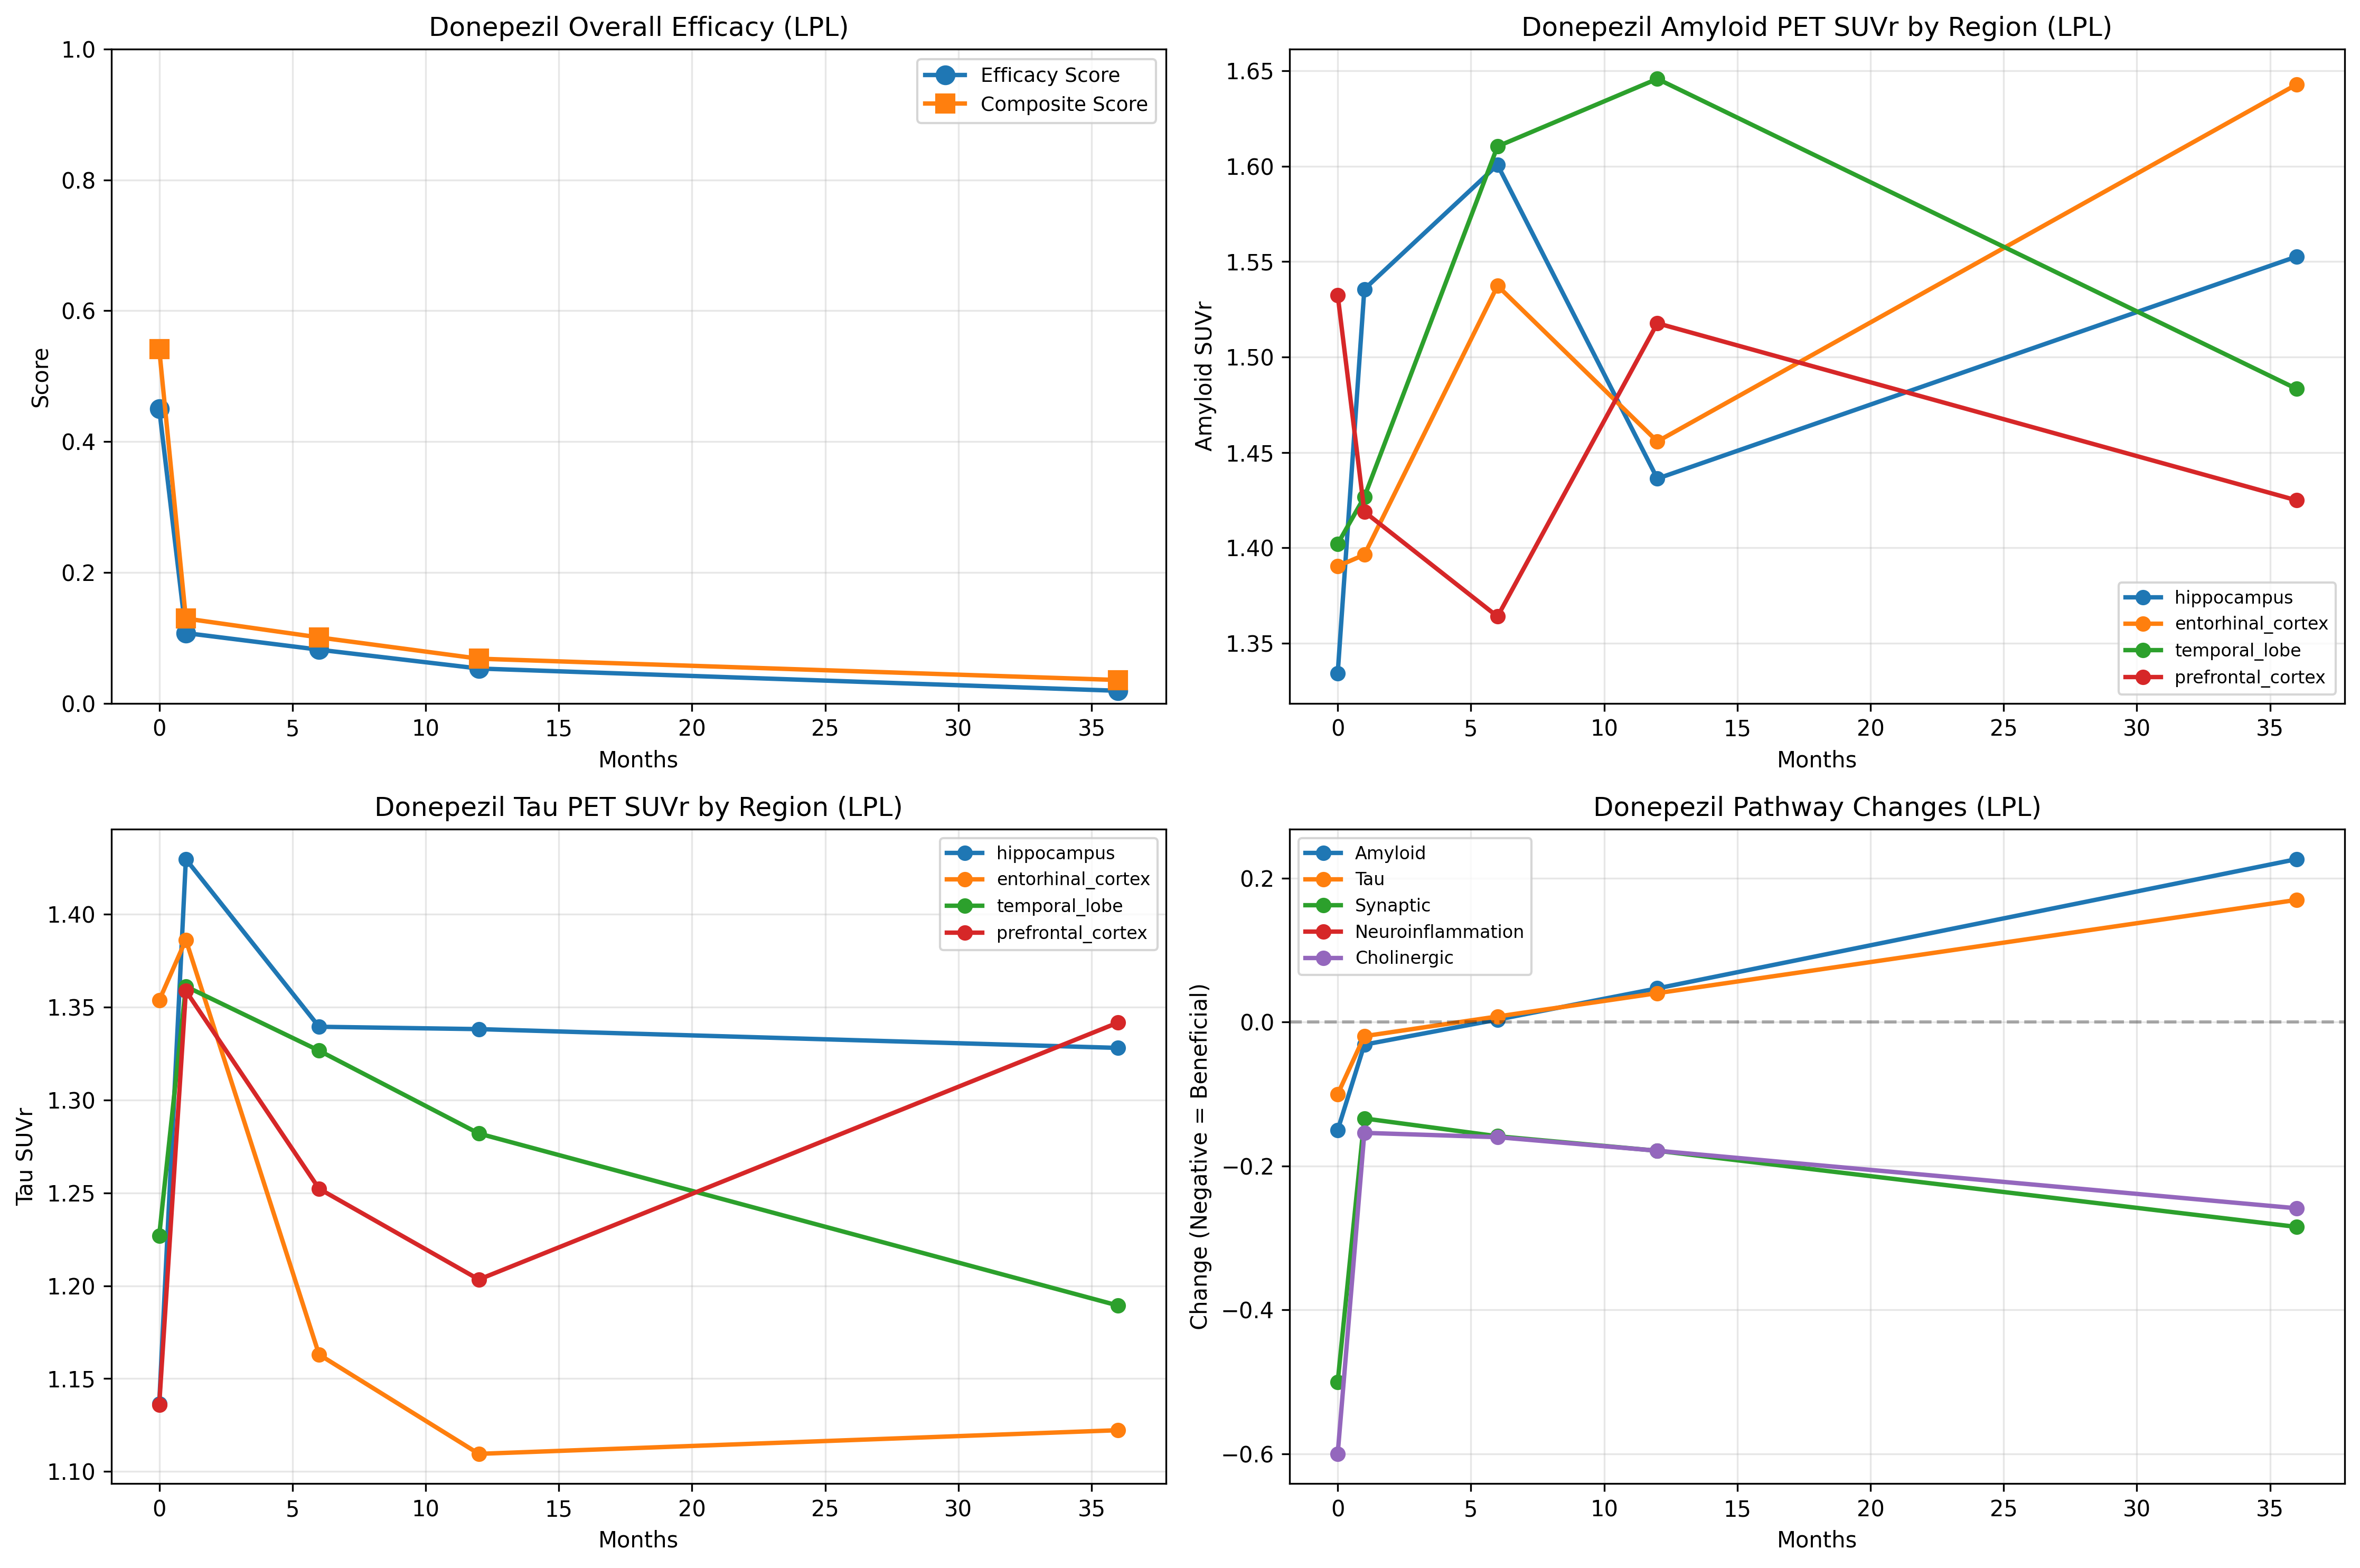 Donepezil Overall Efficacy (LPL)
1.0
0.8
0.6
0.4
0.2
0.0
Score
Efficacy Score
Composite Score
0 5 10 15 20 25 30 35
Months
Donepezil Amyloid PET SUVr by Region (LPL)
1.65
1.60
1.55
1.50
1.45
1.40
1.35
Amyloid SUVr
hippocampus
entorhinal_cortex
temporal_lobe
prefrontal_cortex
0 5 10 15 20 25 30 35
Months
Donepezil Tau PET SUVr by Region (LPL)
1.40
1.35
1.30
1.25
1.20
1.15
1.10
Tau SUVr
hippocampus
entorhinal_cortex
temporal_lobe
prefrontal_cortex
0 5 10 15 20 25 30 35
Months
Donepezil Pathway Changes (LPL)
0.2
0.0
−0.2
−0.4
−0.6
Change (Negative = Beneficial)
Amyloid
Tau
Synaptic
Neuroinflammation
Cholinergic
0 5 10 15 20 25 30 35
Months